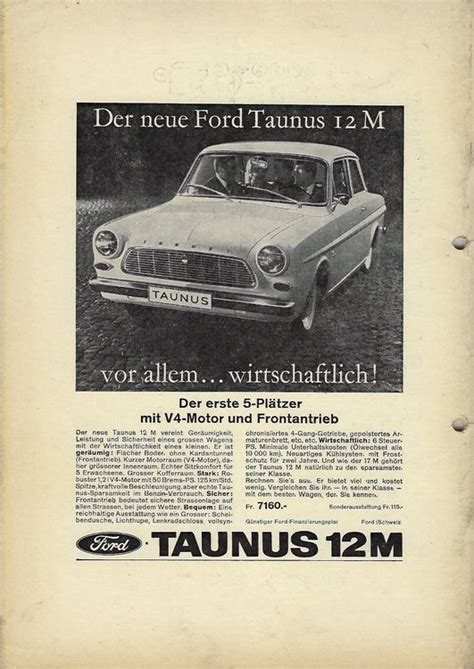 Der neue Ford Taunus 12 M
TAUNUS
TAUNUS
vor allem... wirtschaftlich!
Der erste 5-Plätzer
mit V4-Motor und Frontantrieb
Der neue Taunus 12 M vereint Geräumigkeit,
Leistung und Sicherheit eines grossen Wagens
mit der Wirtschaftlichkeit eines kleinen. Er ist
geräumig: Flacher Boden, ohne Kardantunnel
(Frontantrieb). Kurzer Motorraum (V4-Motor), da-
her grösserer Innenraum. Echter Sitzkomfort für
5 Erwachsene. Grosser Kofferraum. Stark: Ro-
buster 1,2 l V4-Motor mit 50 Brems-PS. 125 km/Std.
Spitze, kraftvolle Beschleunigung, aber echte Tau-
nus-Sparsamkeit im Benzin-Verbrauch. Sicher:
Frontantrieb bedeutet sichere Strassenlage auf
allen Strassen, bei jedem Wetter. Bequem: Eine
reichhaltige Ausstattung wie ein Grosser: Schei-
bendusche, Lichthupe, Lenkradschloss, vollsyn-
chronisiertes 4-Gang-Getriebe, gepolstertes Ar-
maturenbrett, etc. etc. Wirtschaftlich: 6 Steuer-
PS. Minimale Unterhaltskosten (Ölwechsel alle
10 000 km). Neuartiges Kühlsystem, mit Frost-
schutz für zwei Jahre. Und wie der 17 M gehört
der Taunus 12 M natürlich zu den sparsamsten
seiner Klasse.
Rechnen Sie's aus. Er bietet viel und kostet
wenig. Vergleichen Sie ihn — in seiner Klasse —
mit dem besten Wagen, den Sie kennen.
Fr. 7160.- Sonderausstattung Fr. 115.-
Günstiger Ford-Finanzierungsplan Ford (Schweiz
Ford TAUNUS 12M